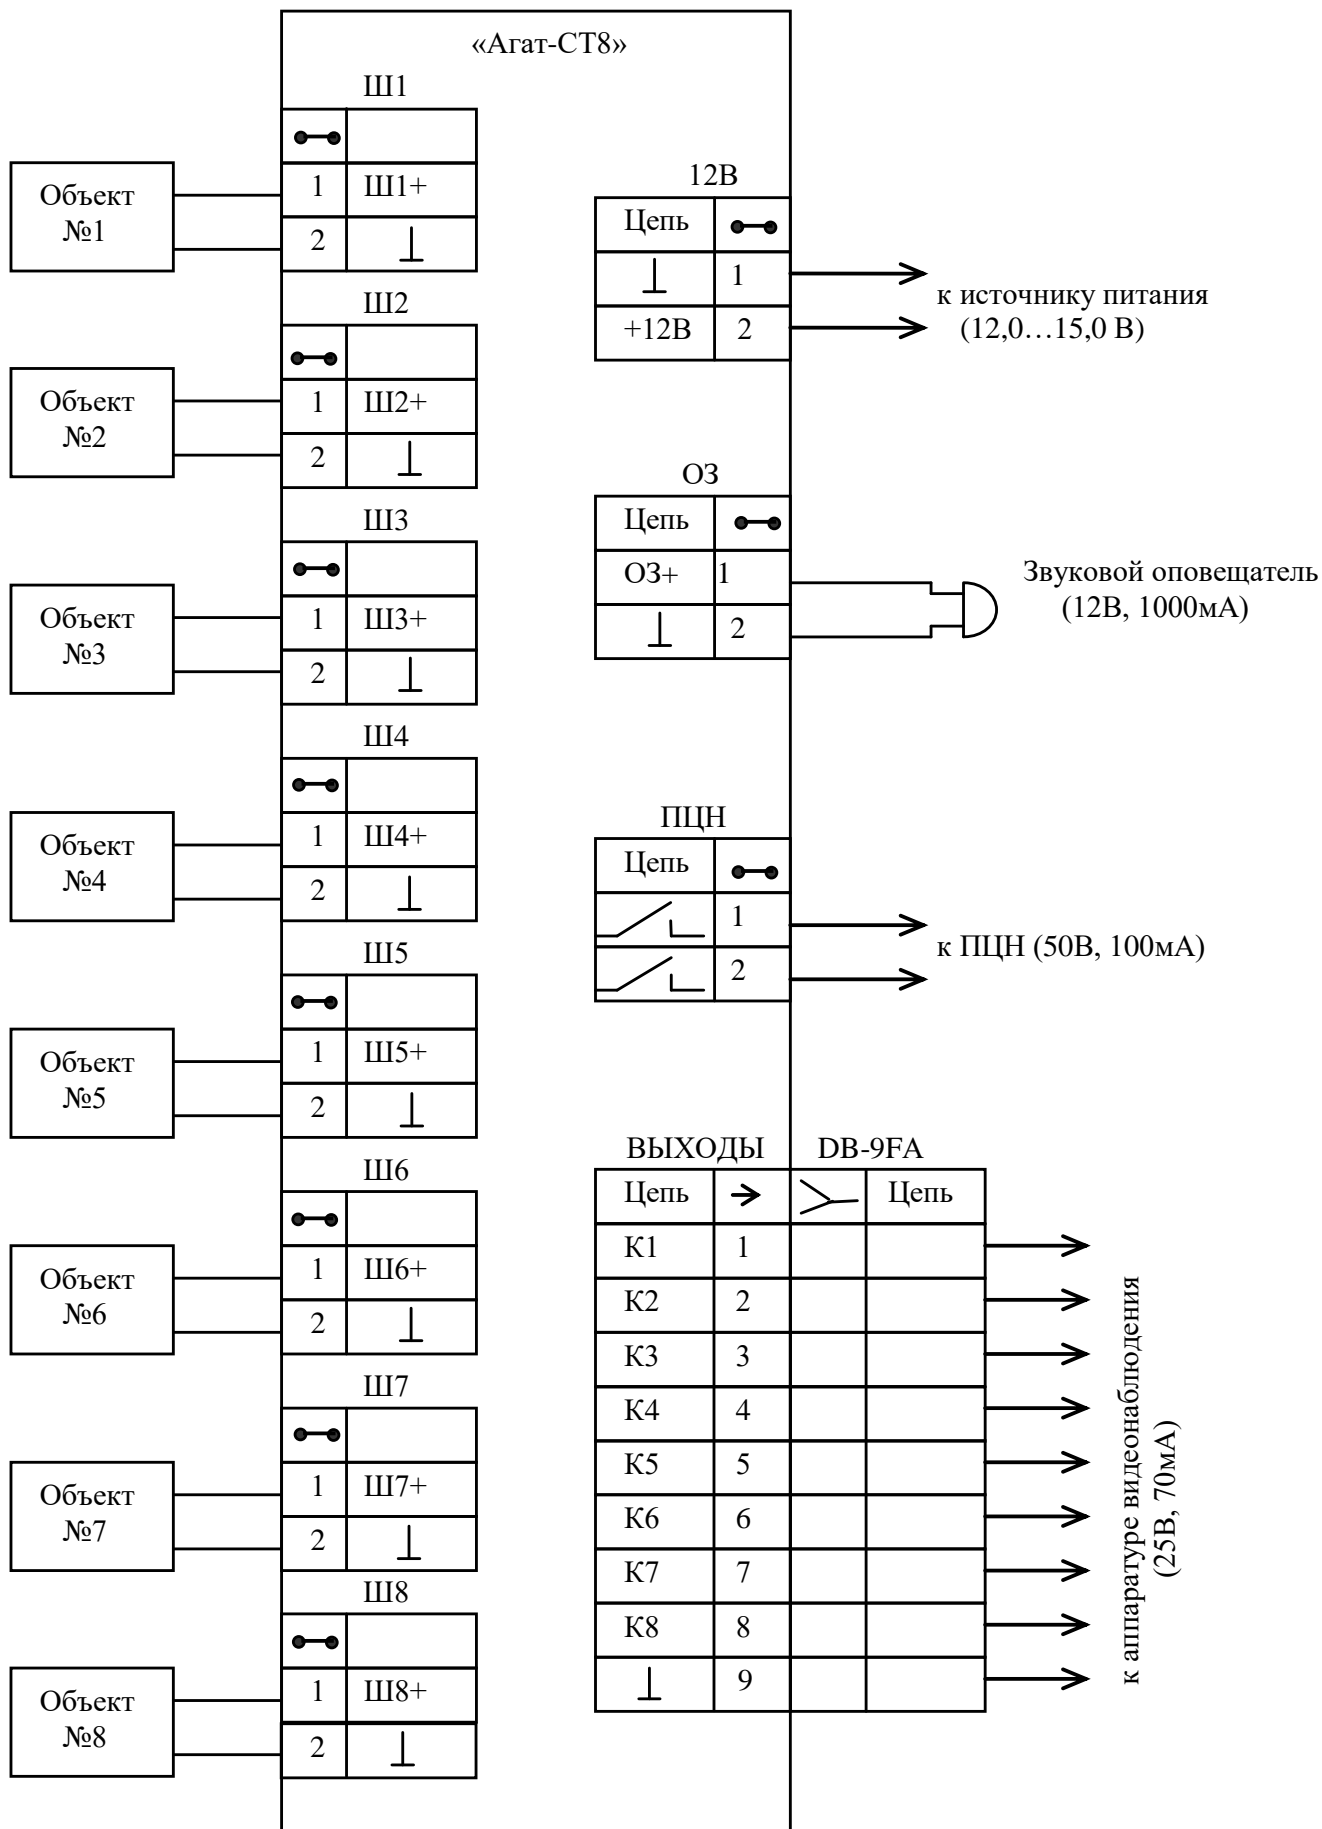 «Агат-СТ8»
Ш1
1 Ш1+
2
Объект
№1
Ш2
1 Ш2+
2
Объект
№2
Ш3
1 Ш3+
2
Объект
№3
Ш4
1 Ш4+
2
Объект
№4
Ш5
1 Ш5+
2
Объект
№5
Ш6
1 Ш6+
2
Объект
№6
Ш7
1 Ш7+
2
Объект
№7
Ш8
1 Ш8+
2
Объект
№8
12В
Цепь
1
+12В 2
к источнику питания
(12,0…15,0 В)
ОЗ
Цепь
ОЗ+ 1
2
Звуковой оповещатель
(12В, 1000мА)
ПЦН
Цепь
1
2
к ПЦН (50В, 100мА)
ВЫХОДЫ DB-9FA
Цепь Цепь
К1 1
К2 2
К3 3
К4 4
К5 5
К6 6
К7 7
К8 8
9
к аппаратуре видеонаблюдения
(25В, 70мА)